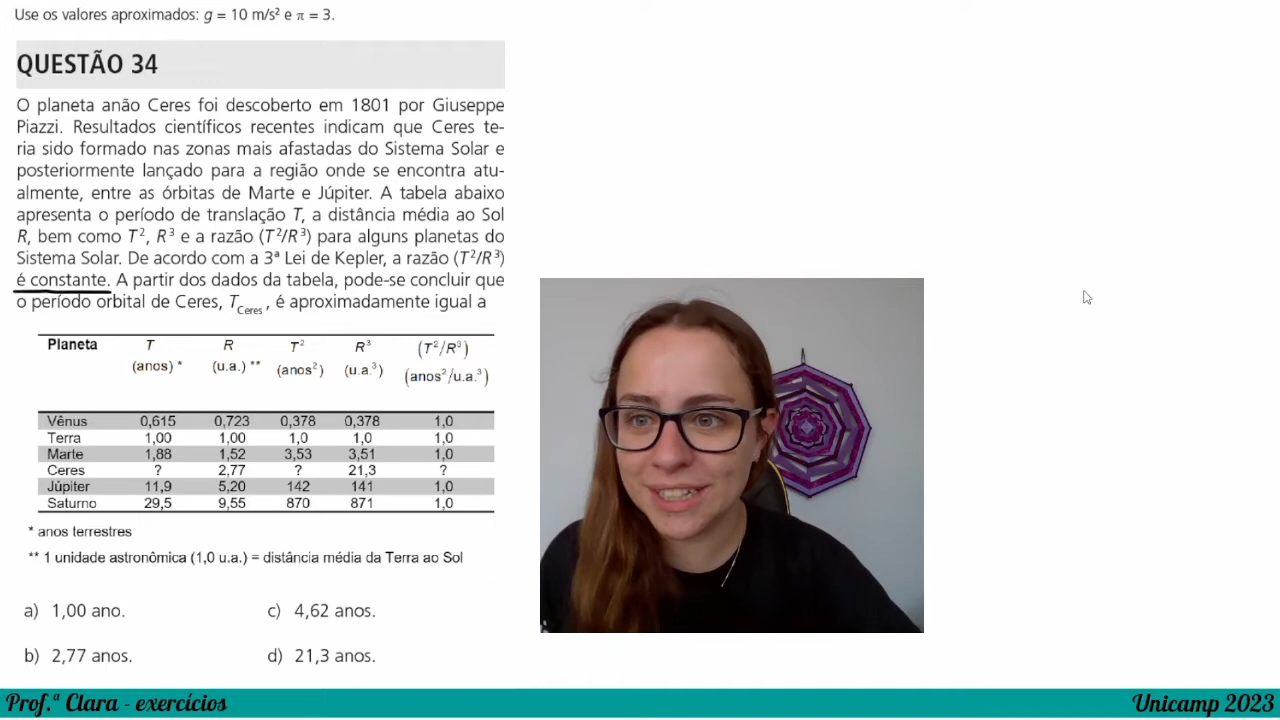 Use os valores aproximados: g = 10 m/s² e π = 3.
QUESTÃO 34
O planeta anão Ceres foi descoberto em 1801 por Giuseppe
Piazzi. Resultados científicos recentes indicam que Ceres te-
ria sido formado nas zonas mais afastadas do Sistema Solar e
posteriormente lançado para a região onde se encontra atu-
almente, entre as órbitas de Marte e Júpiter. A tabela abaixo
apresenta o período de translação T, a distância média ao Sol
R, bem como T², R³ e a razão (T²/R³) para alguns planetas do
Sistema Solar. De acordo com a 3ª Lei de Kepler, a razão (T²/R³)
é constante. A partir dos dados da tabela, pode-se concluir que
o período orbital de Ceres, T_Ceres, é aproximadamente igual a
Planeta T R T² R³ (T²/R³)
(anos) * (u.a.) ** (anos²) (u.a.³) (anos²/u.a.³)
Vênus 0,615 0,723 0,378 0,378 1,0
Terra 1,00 1,00 1,0 1,0 1,0
Marte 1,88 1,52 3,53 3,51 1,0
Ceres ? 2,77 ? 21,3 ?
Júpiter 11,9 5,20 142 141 1,0
Saturno 29,5 9,55 870 871 1,0
* anos terrestres
** 1 unidade astronômica (1,0 u.a.) = distância média da Terra ao Sol
a) 1,00 ano. c) 4,62 anos.
b) 2,77 anos. d) 21,3 anos.
Prof.ª Clara - exercícios Unicamp 2023